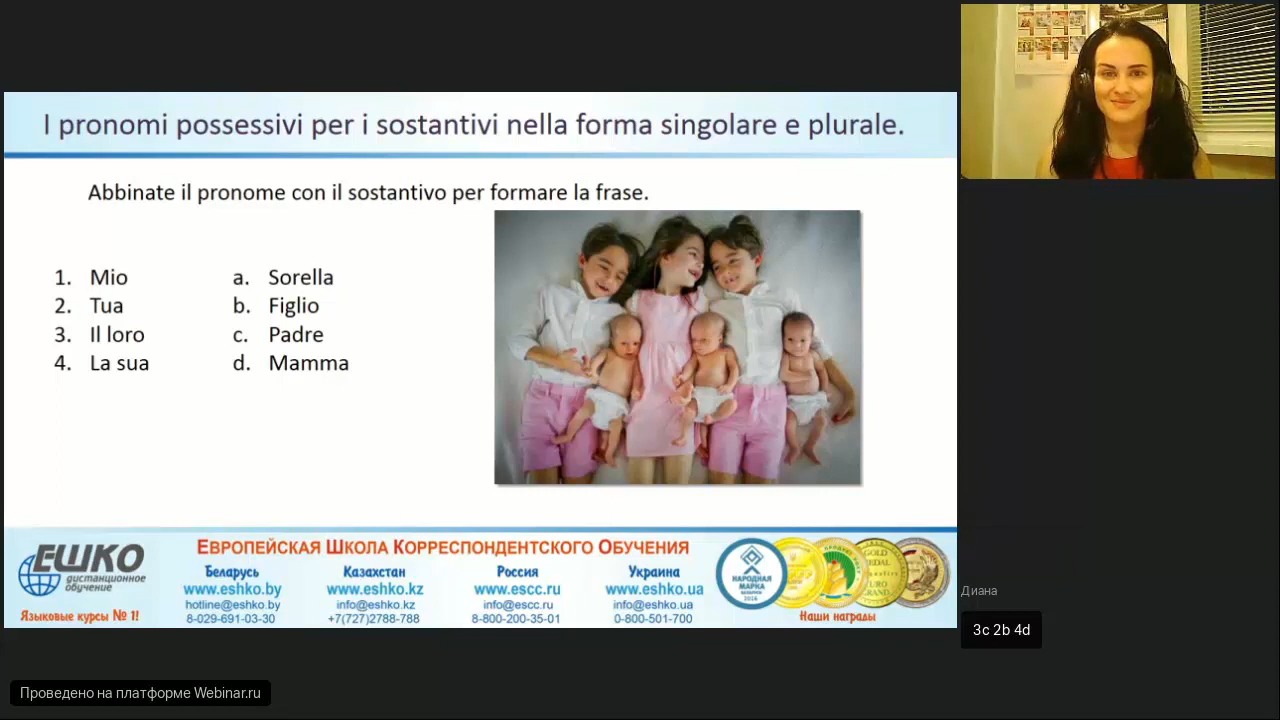 I pronomi possessivi per i sostantivi nella forma singolare e plurale.
Abbinate il pronome con il sostantivo per formare la frase.
1. Mio
2. Tua
3. Il loro
4. La sua
a. Sorella
b. Figlio
c. Padre
d. Mamma
ЕШКО
дистанционное
обучение
Языковые курсы № 1!
Европейская Школа Корреспондентского Обучения
Беларусь
www.eshko.by
hotline@eshko.by
8-029-691-03-30
Казахстан
www.eshko.kz
info@eshko.kz
+7(727)2788-788
Россия
www.escc.ru
info@escc.ru
8-800-200-35-01
Украина
www.eshko.ua
info@eshko.ua
0-800-501-700
НАРОДНАЯ
МАРКА
Наши награды
Диана
3c 2b 4d
Проведено на платформе Webinar.ru